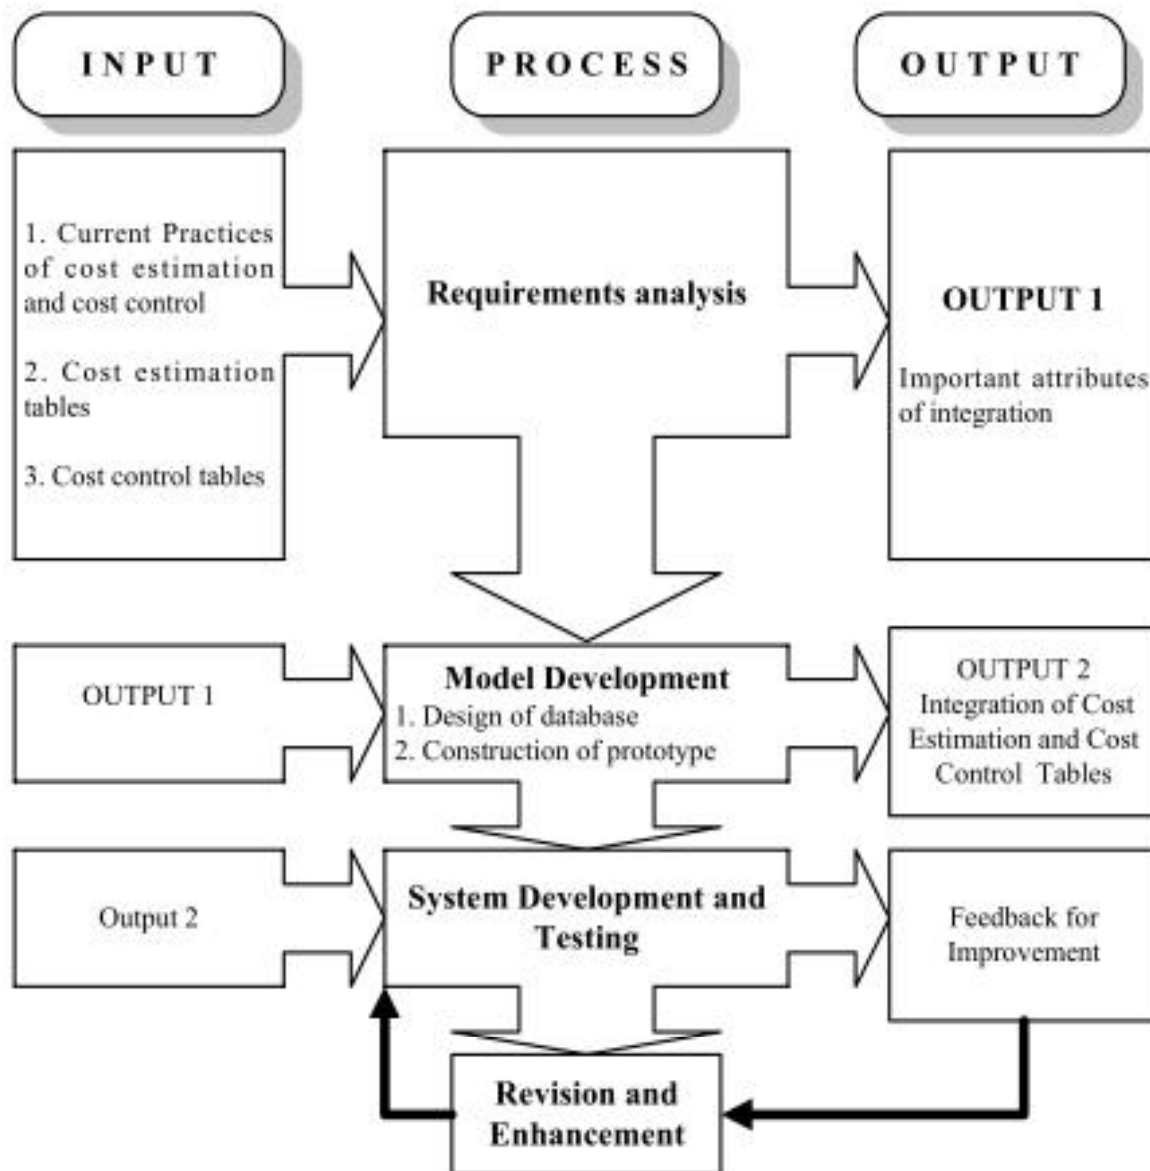 INPUT
PROCESS
OUTPUT
1. Current Practices
of cost estimation
and cost control
2. Cost estimation
tables
3. Cost control tables
Requirements analysis
OUTPUT 1
Important attributes
of integration
OUTPUT 1
Model Development
1. Design of database
2. Construction of prototype
OUTPUT 2
Integration of Cost
Estimation and Cost
Control Tables
Output 2
System Development and
Testing
Feedback for
Improvement
Revision and
Enhancement